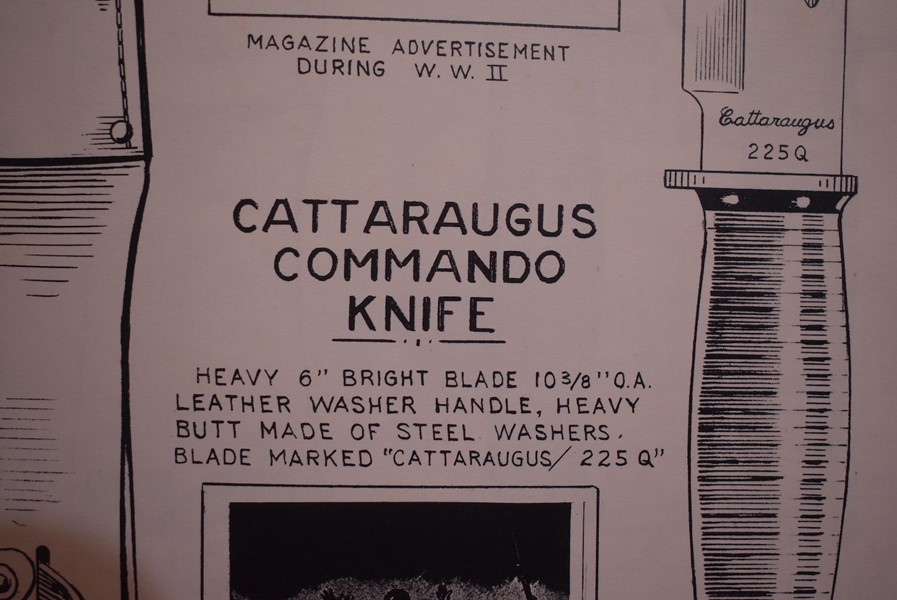 MAGAZINE ADVERTISEMENT
DURING W. W. II
Cattaraugus
225Q
CATTARAUGUS
COMMANDO
KNIFE
HEAVY 6" BRIGHT BLADE 10 3/8" O.A.
LEATHER WASHER HANDLE, HEAVY
BUTT MADE OF STEEL WASHERS.
BLADE MARKED "CATTARAUGUS/ 225 Q"